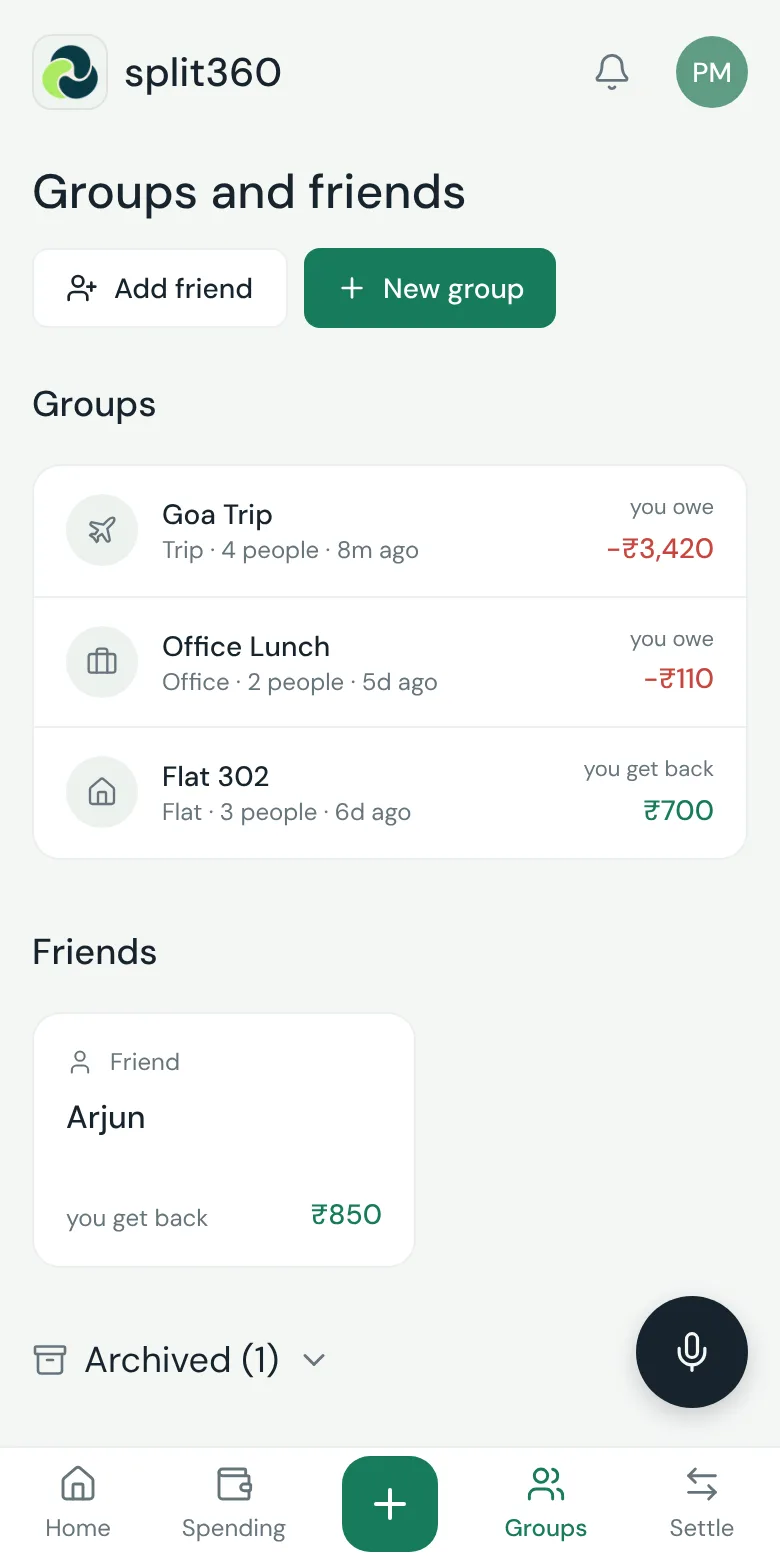 split360
PM
Groups and friends
Add friend
New group
Groups
Goa Trip
you owe
Trip · 4 people · 8m ago
-₹3,420
Office Lunch
you owe
Office · 2 people · 5d ago
-₹110
Flat 302
you get back
Flat · 3 people · 6d ago
₹700
Friends
Friend
Arjun
you get back
₹850
Archived (1)
Home
Spending
Groups
Settle